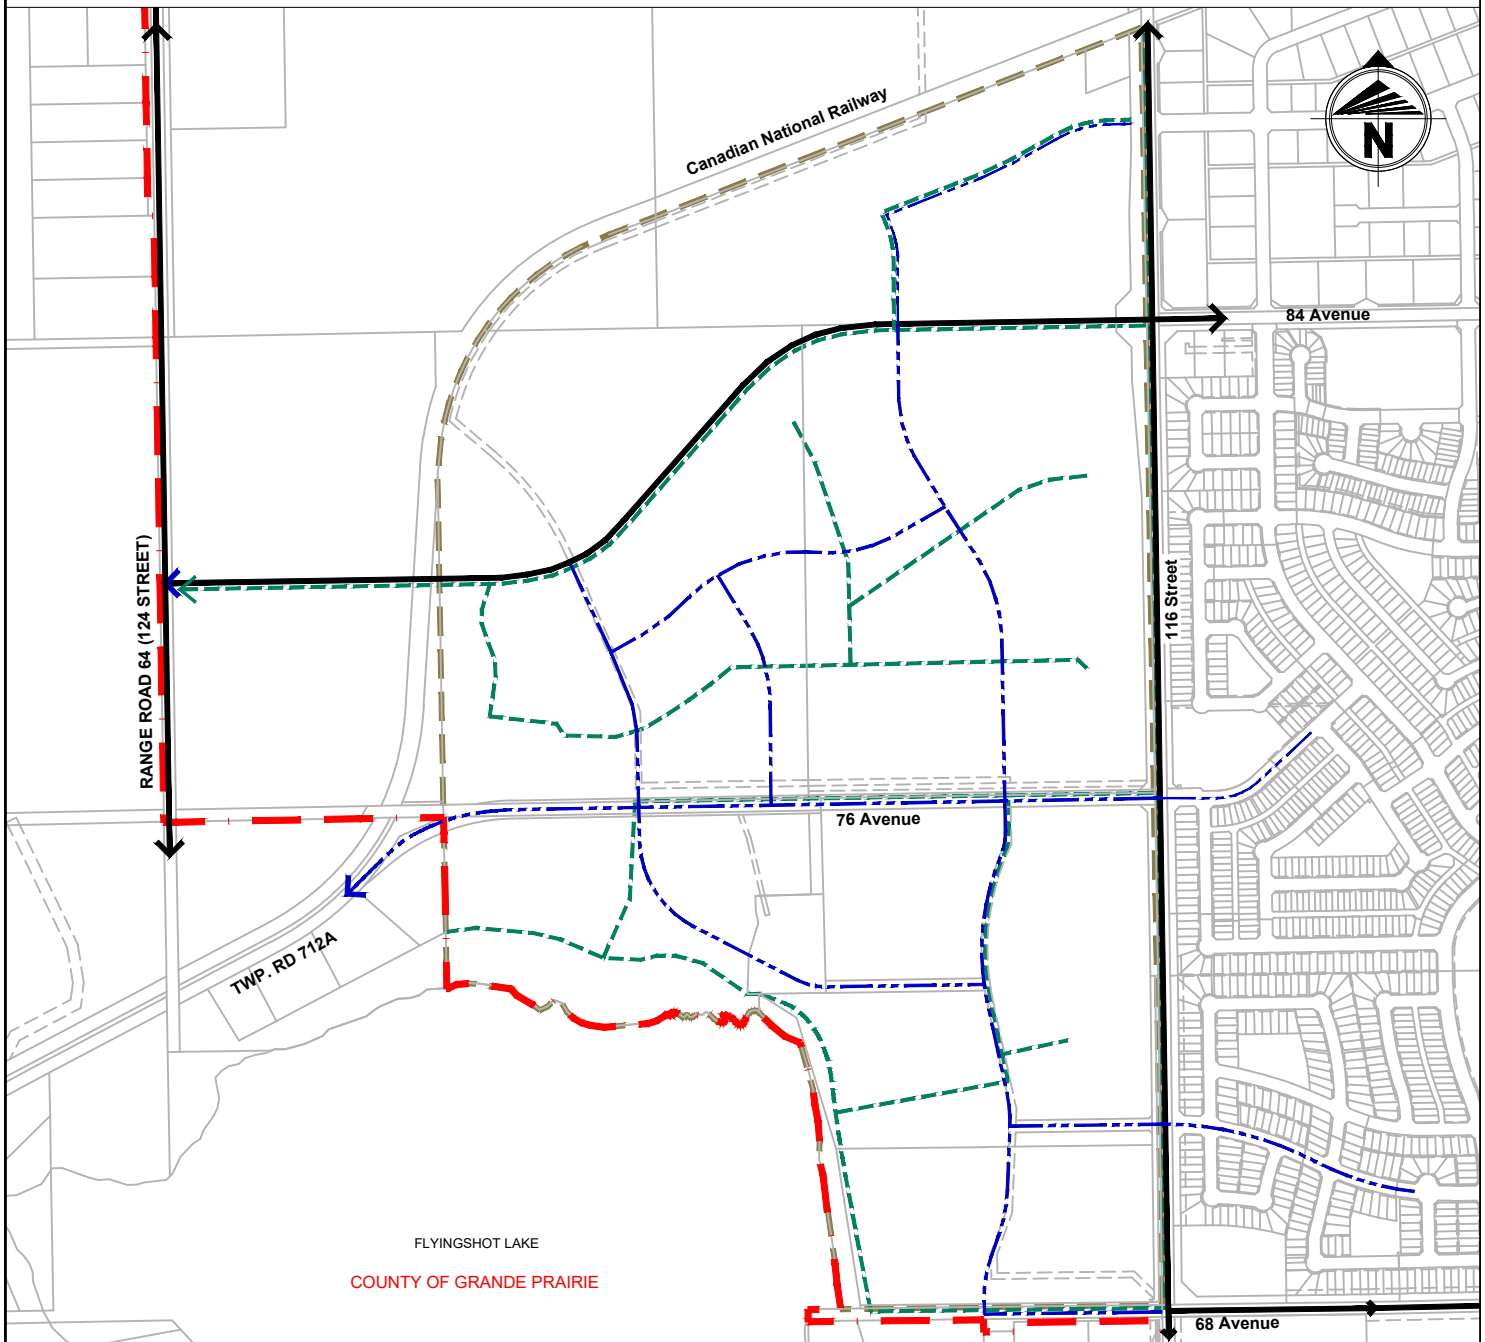 Canadian National Railway
N
84 Avenue
RANGE ROAD 64 (124 STREET)
116 Street
76 Avenue
TWP. RD 712A
FLYINGSHOT LAKE
COUNTY OF GRANDE PRAIRIE
68 Avenue